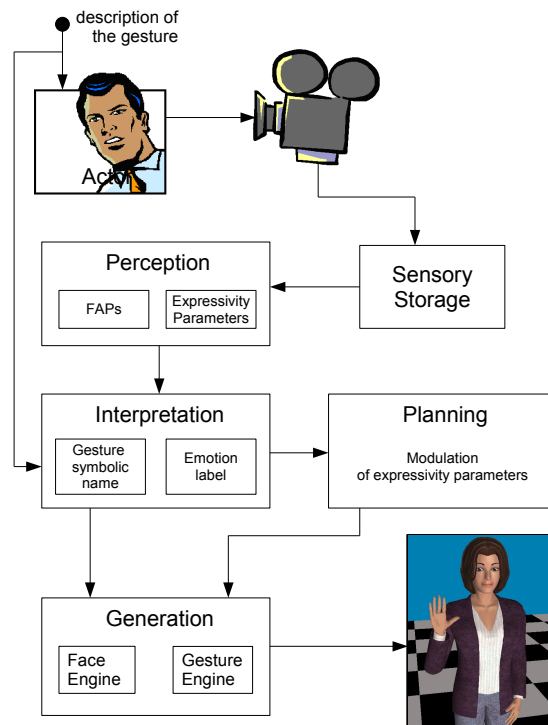 description of
the gesture
Actor
Perception
FAPs
Expressivity
Parameters
Sensory
Storage
Interpretation
Gesture
symbolic
name
Emotion
label
Planning
Modulation
of expressivity parameters
Generation
Face
Engine
Gesture
Engine